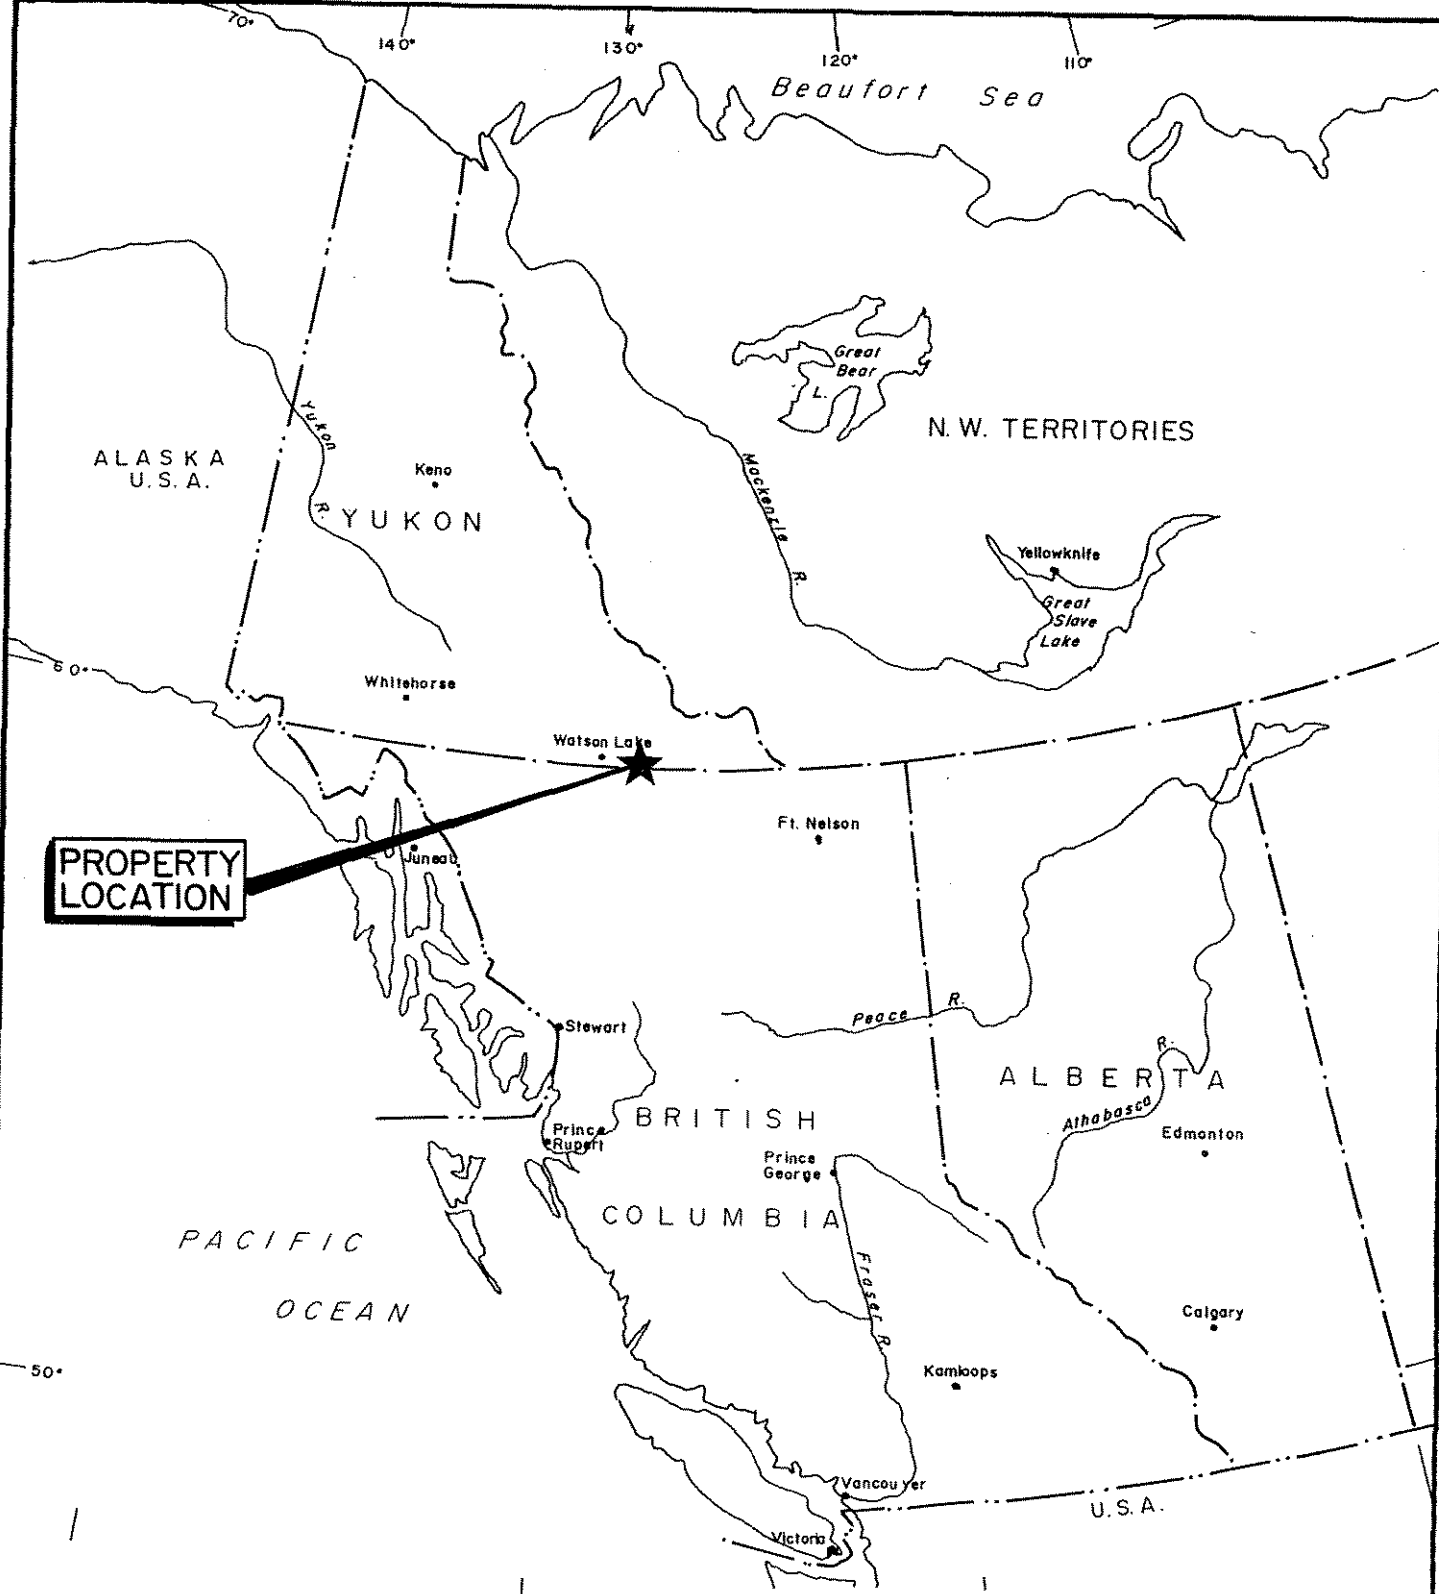 70°
140°
130°
120°
110°
Beaufort Sea
Great
Bear
L.
N.W. TERRITORIES
Yukon
R.
ALASKA
U.S.A.
Keno
YUKON
Mackenzie R.
Yellowknife
Great
Slave
Lake
60°
Whitehorse
Watson Lake
Ft. Nelson
PROPERTY
LOCATION
Juneau
Peace R.
Stewart
ALBERTA
Athabasca R.
BRITISH
Prince
Rupert
Edmonton
Prince
George
COLUMBIA
PACIFIC
OCEAN
Fraser R.
Calgary
50°
Kamloops
Vancouver
U.S.A.
Victoria